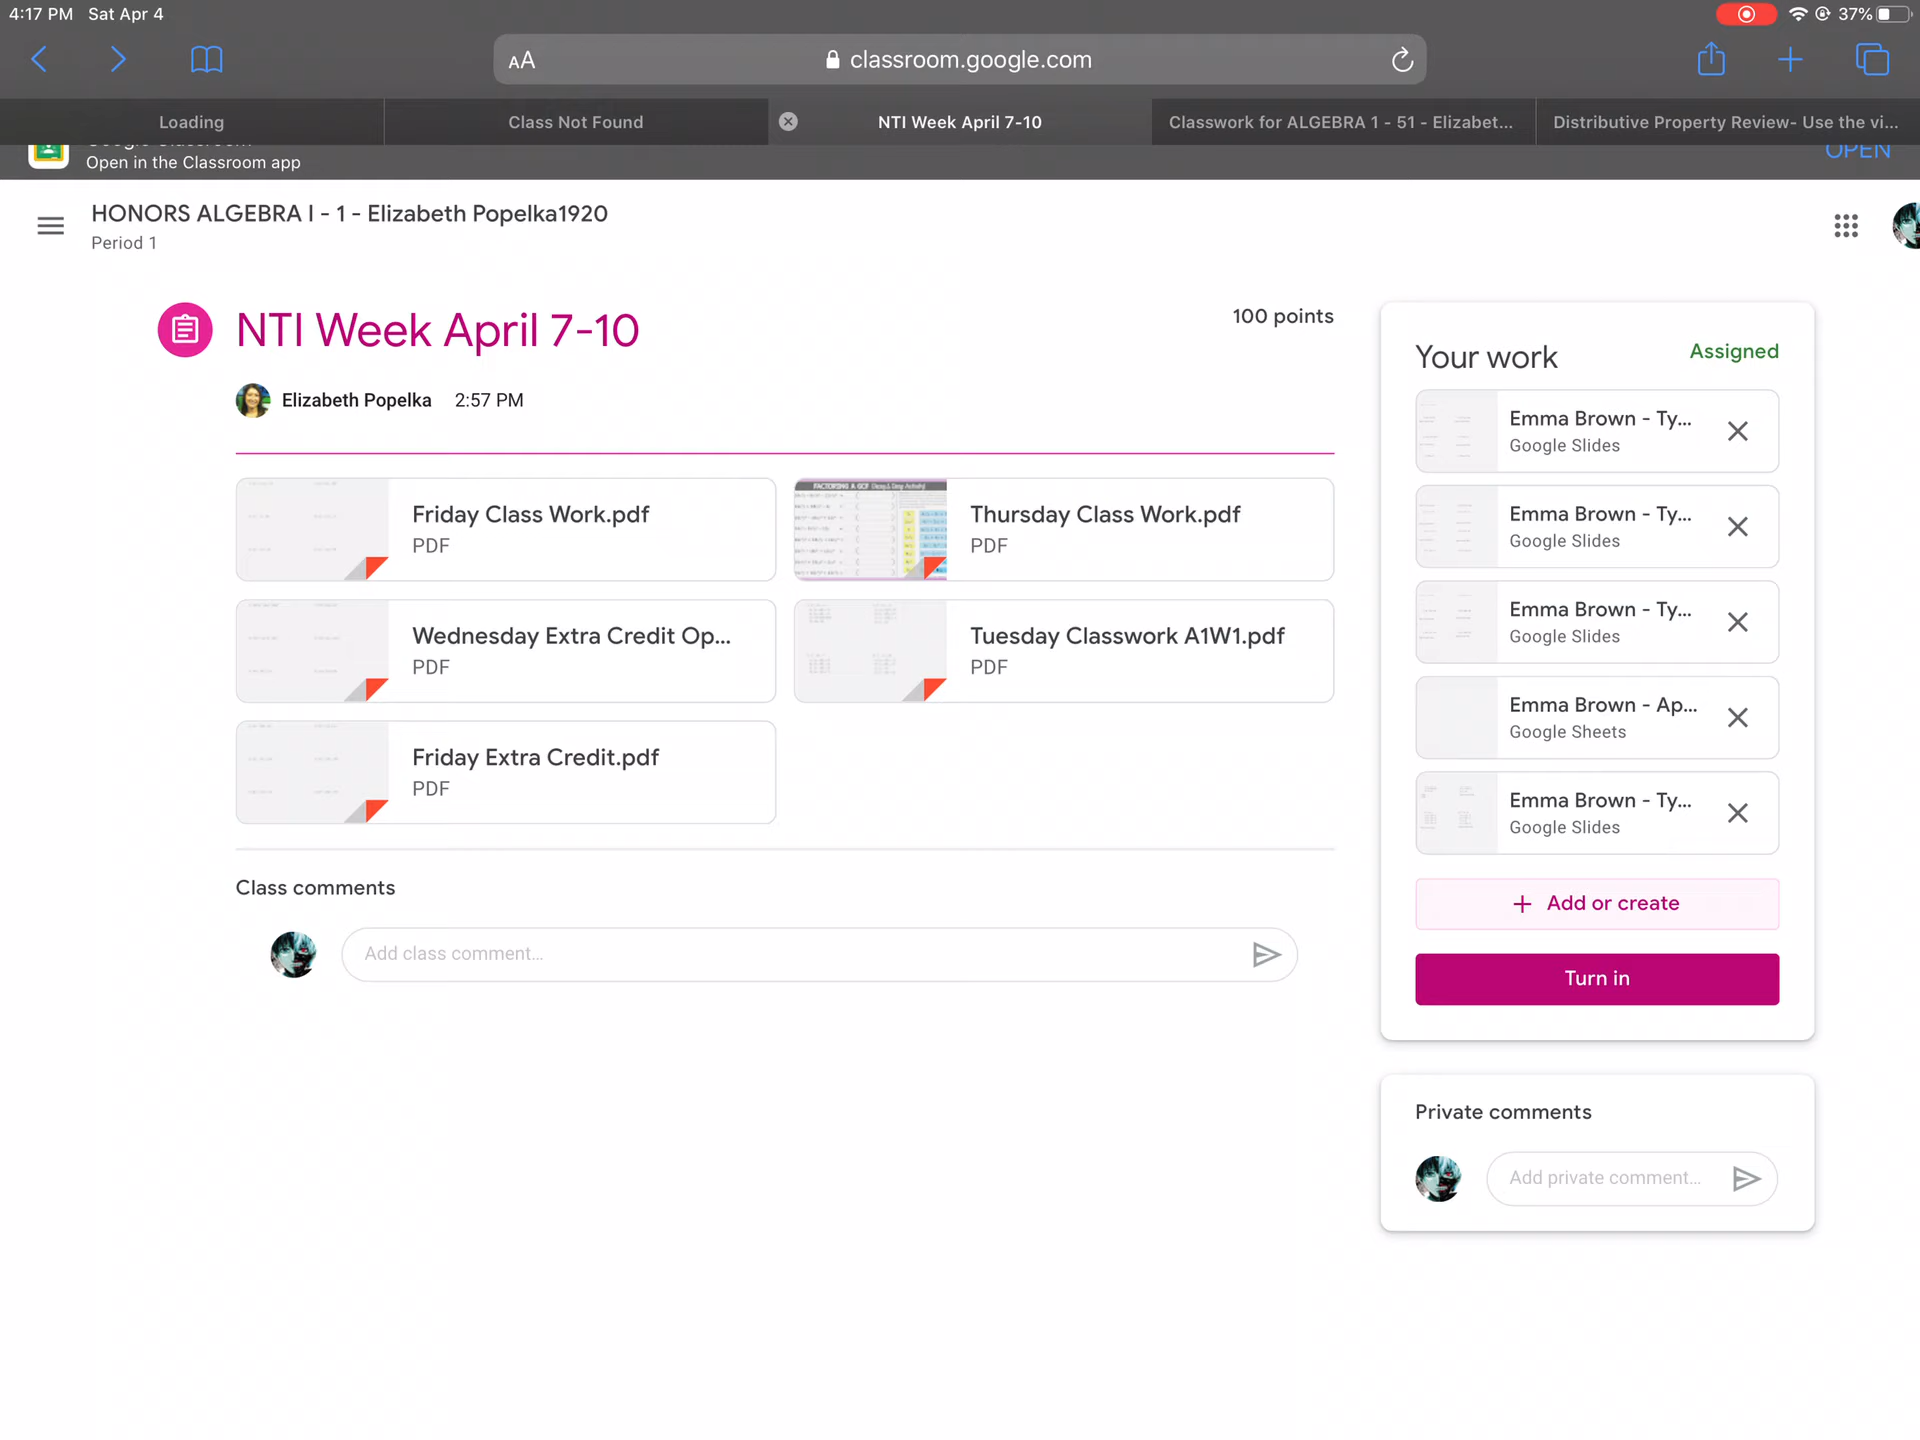 4:17 PM Sat Apr 4
37%
AA
classroom.google.com
Loading
Class Not Found
NTI Week April 7-10
Classwork for ALGEBRA 1 - 51 - Elizabet...
Distributive Property Review- Use the vi...
Open in the Classroom app
OPEN
HONORS ALGEBRA I - 1 - Elizabeth Popelka1920
Period 1
NTI Week April 7-10
100 points
Elizabeth Popelka 2:57 PM
Friday Class Work.pdf
PDF
FACTORING A GCF
Thursday Class Work.pdf
PDF
Wednesday Extra Credit Op...
PDF
Tuesday Classwork A1W1.pdf
PDF
Friday Extra Credit.pdf
PDF
Class comments
Add class comment...
Your work
Assigned
Emma Brown - Ty...
Google Slides
Emma Brown - Ty...
Google Slides
Emma Brown - Ty...
Google Slides
Emma Brown - Ap...
Google Sheets
Emma Brown - Ty...
Google Slides
Add or create
Turn in
Private comments
Add private comment...